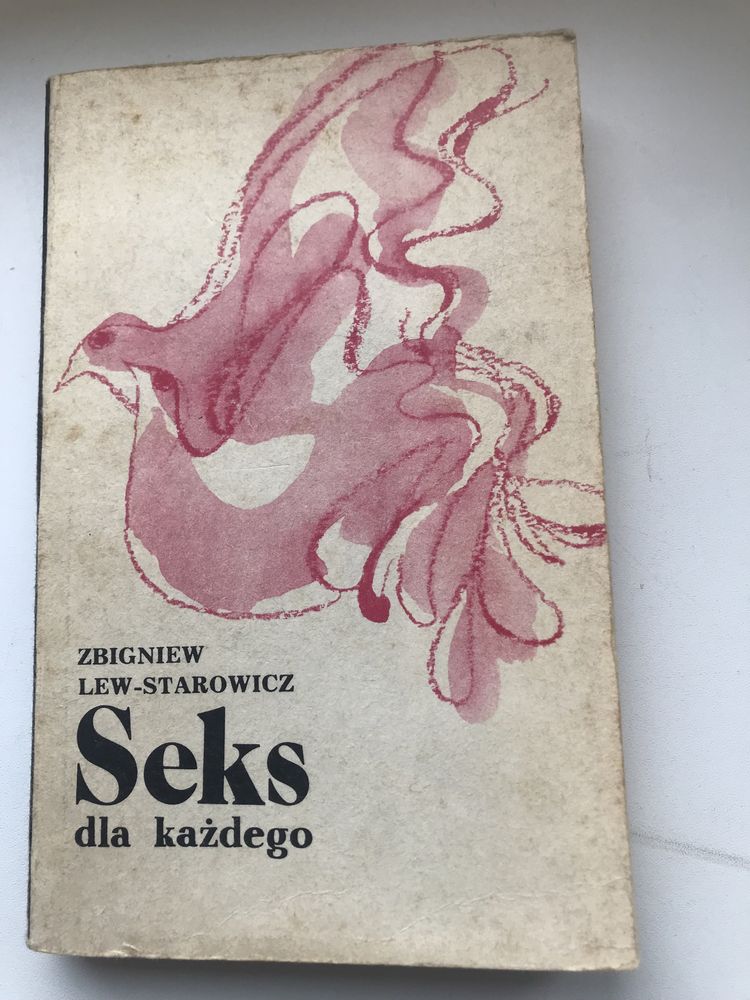 ZBIGNIEW
LEW-STAROWICZ
Seks
dla każdego